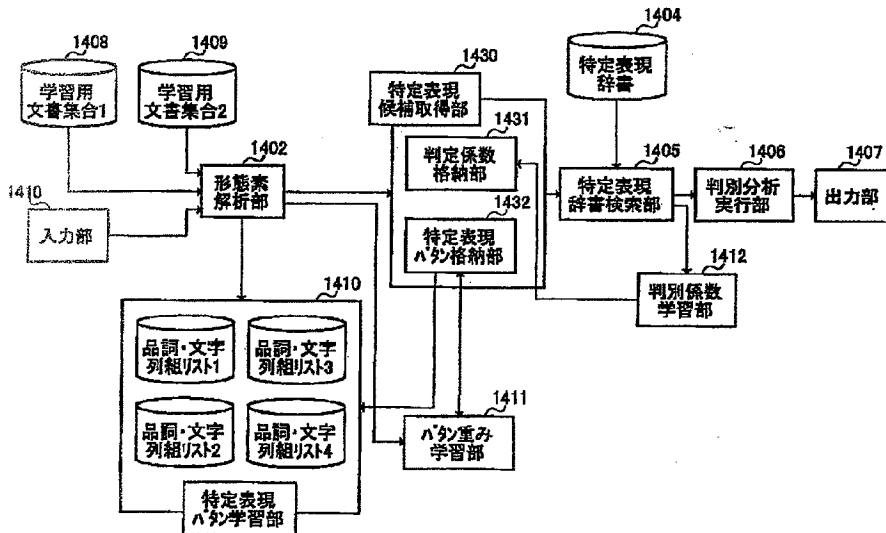 1408
学習用
文書集合1
1409
学習用
文書集合2
1410
入力部
1402
形態素
解析部
1430
特定表現
候補取得部
1431
判定係数
格納部
1432
特定表現
パタン格納部
1404
特定表現
辞書
1405
特定表現
辞書検索部
1406
判別分析
実行部
1407
出力部
1412
判別係数
学習部
1410
品詞・文字
列組リスト1
品詞・文字
列組リスト3
品詞・文字
列組リスト2
品詞・文字
列組リスト4
特定表現
パタン学習部
1411
パタン重み
学習部